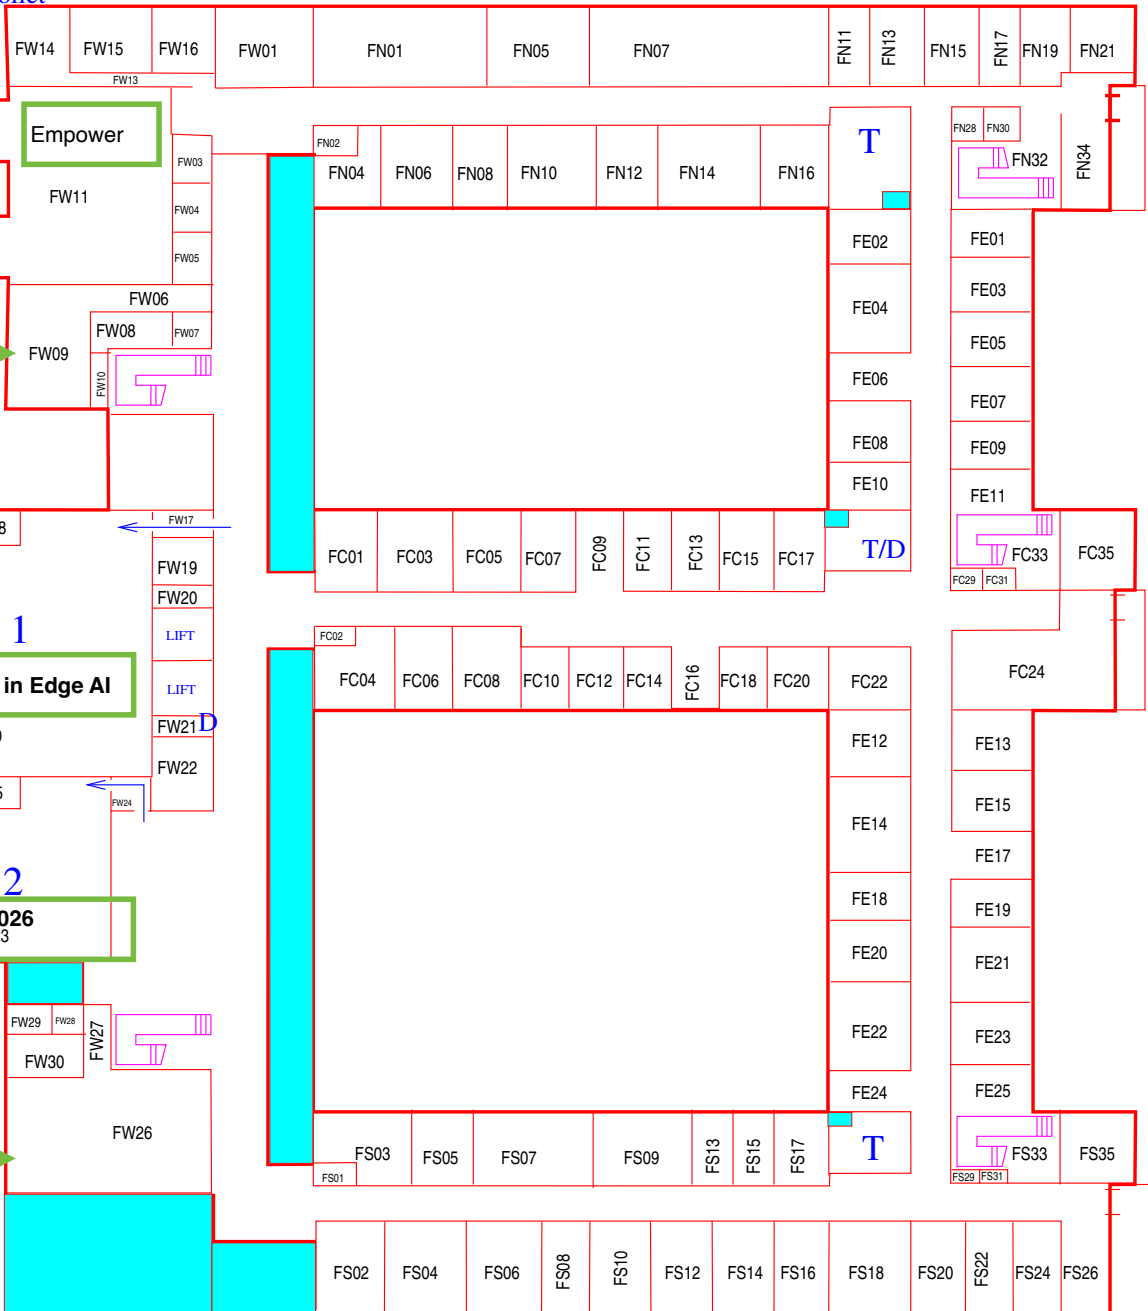 FW14 FW15 FW16 FW01 FN01 FN05 FN07 FN11 FN13 FN15 FN17 FN19 FN21
FW13
Empower
FN02 T FN28 FN30
FW03 FN04 FN06 FN08 FN10 FN12 FN14 FN16 FN32 FN34
FW11
FW04
FE02 FE01
FW05
FW06 FE04 FE03
FW08 FW07
FW09 FE05
FW10 FE06
FE07
FE08 FE09
FE10 FE11
8 FW17
FC01 FC03 FC05 FC07 FC09 FC11 FC13 FC15 FC17 T/D FC33 FC35
FW19 FC29 FC31
FW20
1 LIFT FC02
in Edge AI LIFT FC04 FC06 FC08 FC10 FC12 FC14 FC16 FC18 FC20 FC22 FC24
FW21 D
FE12 FE13
FW22
5 FW24 FE15
FE14
FE17
2
026 FE18 FE19
3
FE20 FE21
FW29 FW28 FW27
FW30 FE22 FE23
FE24 FE25
FW26 FS03 FS05 FS07 FS09 FS13 FS15 FS17 T FS33 FS35
FS01 FS29 FS31
FS02 FS04 FS06 FS08 FS10 FS12 FS14 FS16 FS18 FS20 FS22 FS24 FS26